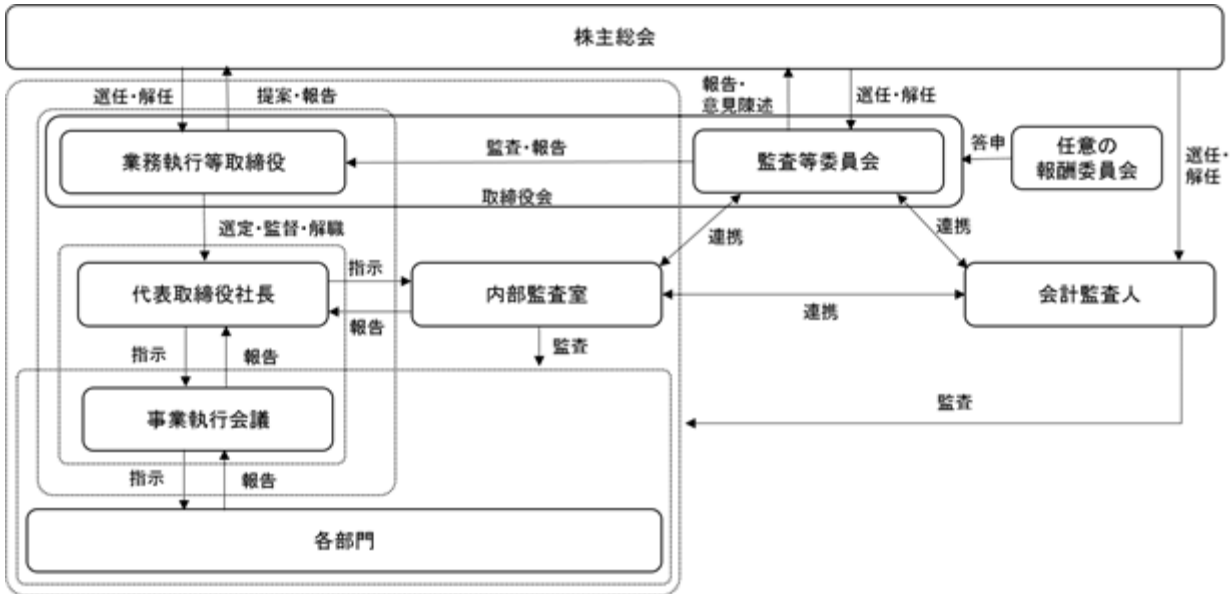 株主総会
選任・解任
提案・報告
報告・
意見陳述
選任・解任
選任・
解任
業務執行等取締役
監査・報告
監査等委員会
答申
任意の
報酬委員会
取締役会
選定・監督・解職
連携
連携
代表取締役社長
指示
報告
内部監査室
連携
会計監査人
指示
報告
監査
事業執行会議
監査
指示
報告
各部門